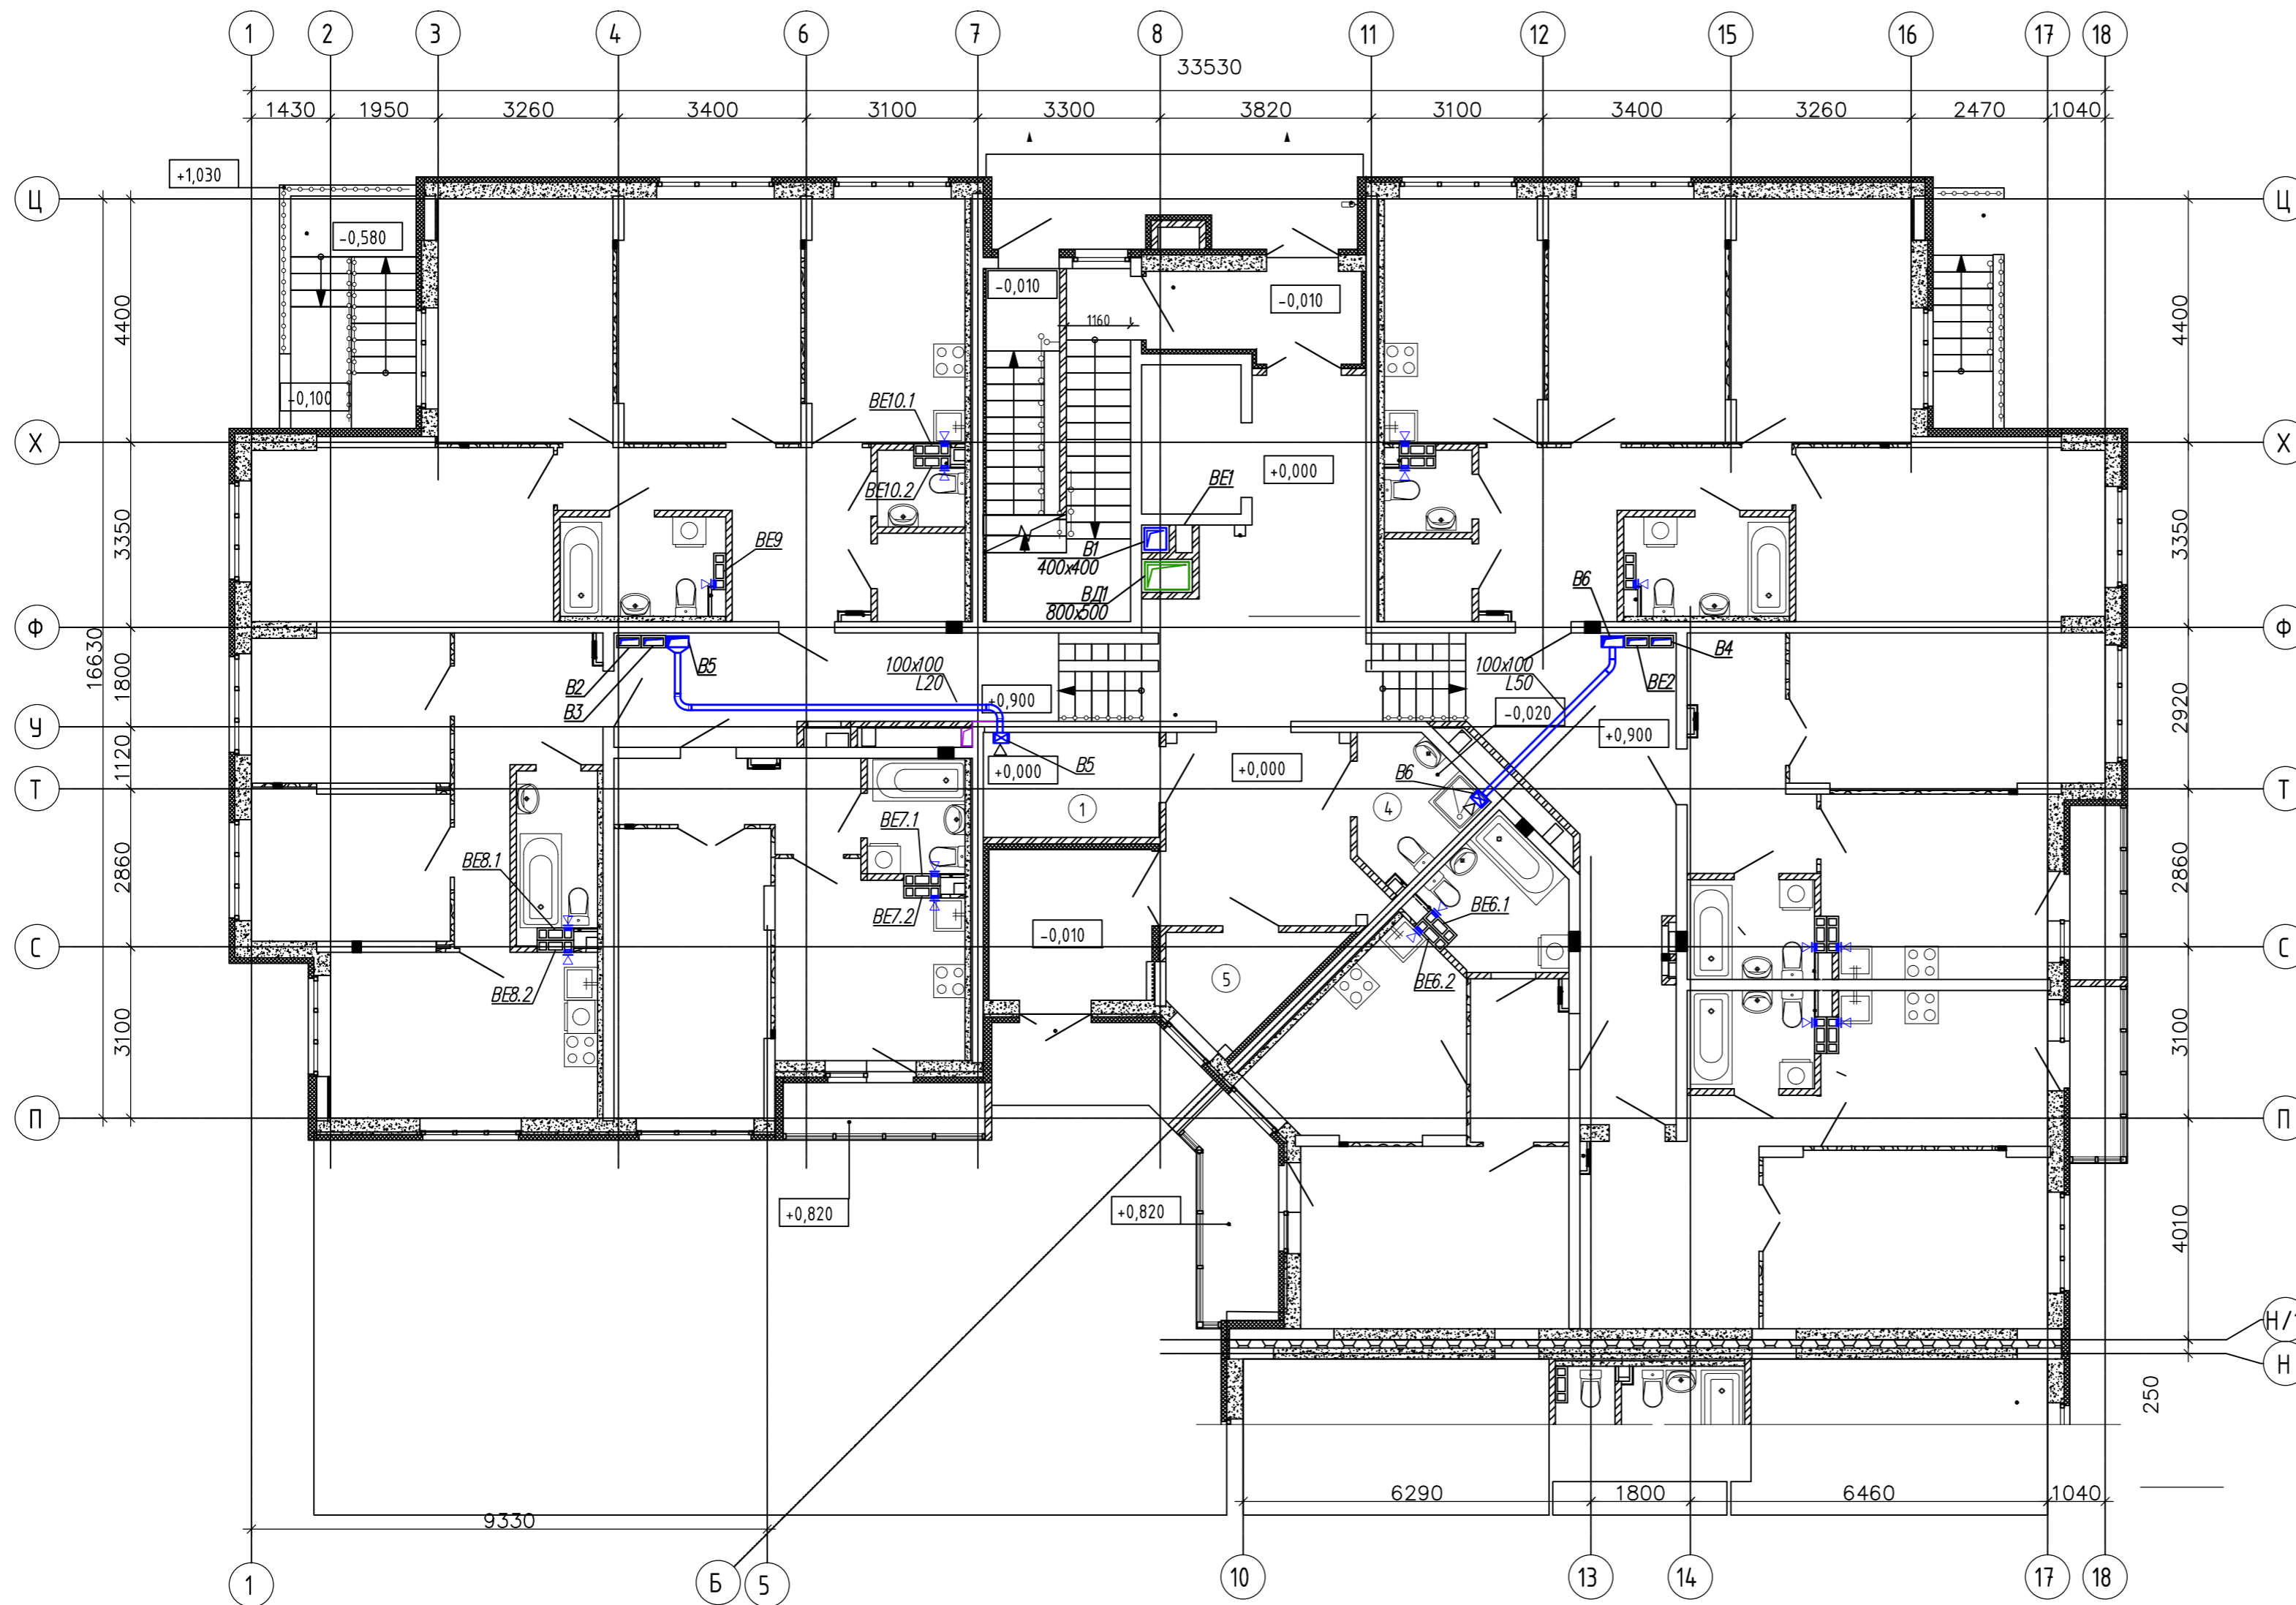 1 2 3 4 6 7 8 11 12 15 16 17 18
33530
1430 1950 3260 3400 3100 3300 3820 3100 3400 3260 2470 1040
+1,030
Ц Ц
-0,580
-0,010
-0,010
1160
4400 4400
-0,100
ВЕ10.1
Х Х
+0,000
ВЕ1
ВЕ10.2
3350 3350
ВЕ9
В1
400х400
В6
ВД1
800х500
Ф Ф
В5 В4
100х100
L20
100х100
L50
В2 ВЕ2
В3
+0,900
-0,020
16630
1800
2920
У У
+0,900
1120
В5
+0,000
+0,000
В6
Т Т
1 4
ВЕ7.1
ВЕ8.1
2860 2860
ВЕ7.2
ВЕ6.1
-0,010
С С
5
ВЕ8.2
ВЕ6.2
3100 3100
П П
+0,820
+0,820
4010
Н/1
Н
250
6290 1800 6460 1040
9330
1 Б 5 10 13 14 17 18